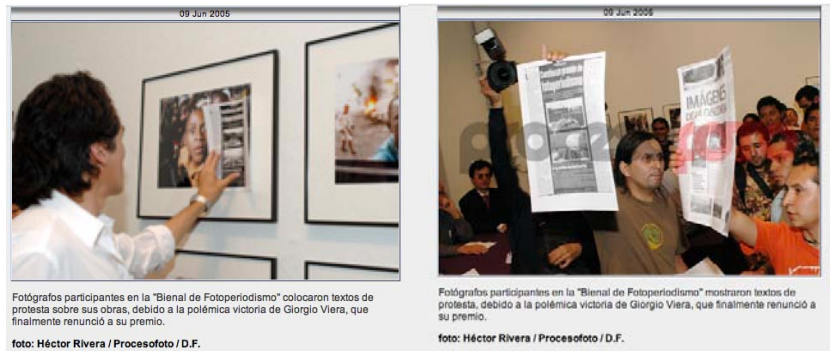 09 Jun 2005
Fotógrafos participantes en la "Bienal de Fotoperiodismo" colocaron textos de
protesta sobre sus obras, debido a la polémica victoria de Giorgio Viera, que
finalmente renunció a su premio.
foto: Héctor Rivera / Procesofoto / D.F.
09 Jun 2005
IMÁGENES
Fotógrafos participantes en la "Bienal de Fotoperiodismo" mostraron textos de
protesta, debido a la polémica victoria de Giorgio Viera, que finalmente renunció a
su premio.
foto: Héctor Rivera / Procesofoto / D.F.